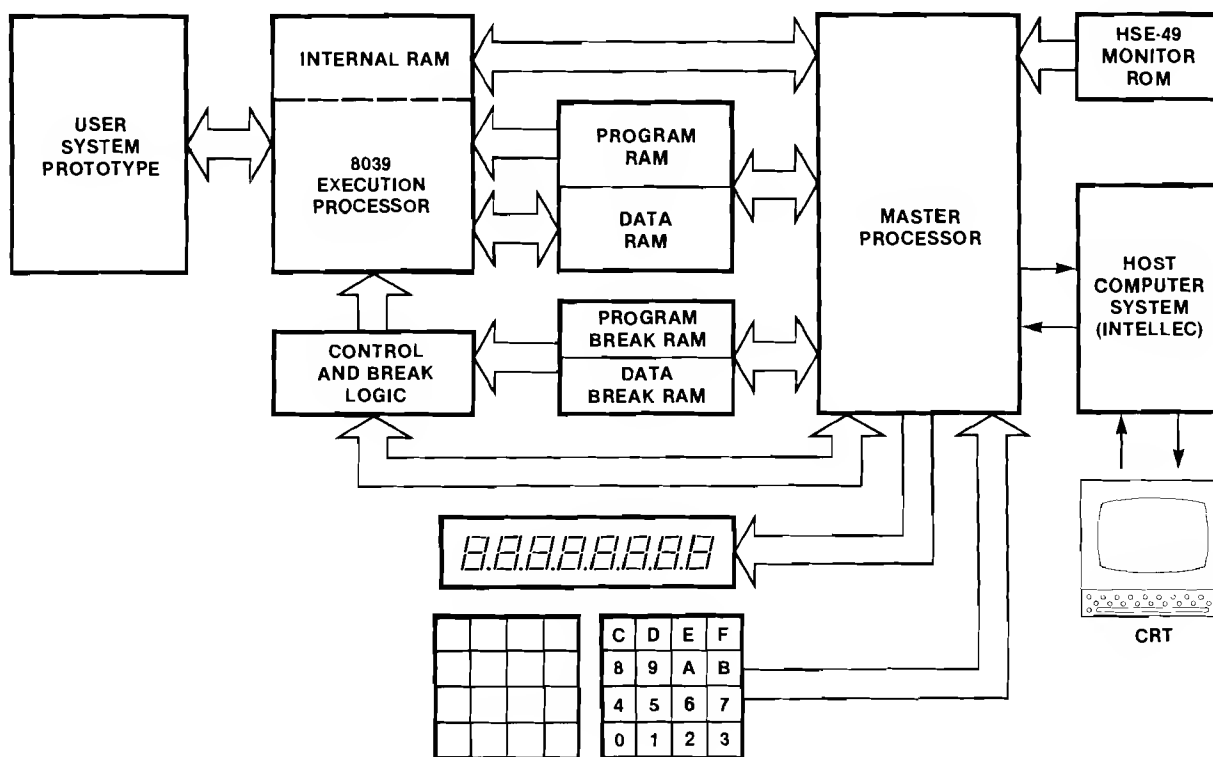 INTERNAL RAM
USER
SYSTEM
PROTOTYPE
8039
EXECUTION
PROCESSOR
PROGRAM
RAM
DATA
RAM
MASTER
PROCESSOR
HSE-49
MONITOR
ROM
HOST
COMPUTER
SYSTEM
(INTELLEC)
CONTROL
AND BREAK
LOGIC
PROGRAM
BREAK RAM
DATA
BREAK RAM
8.8.8.8.8.8.8.8
C D E F
8 9 A B
4 5 6 7
0 1 2 3
CRT